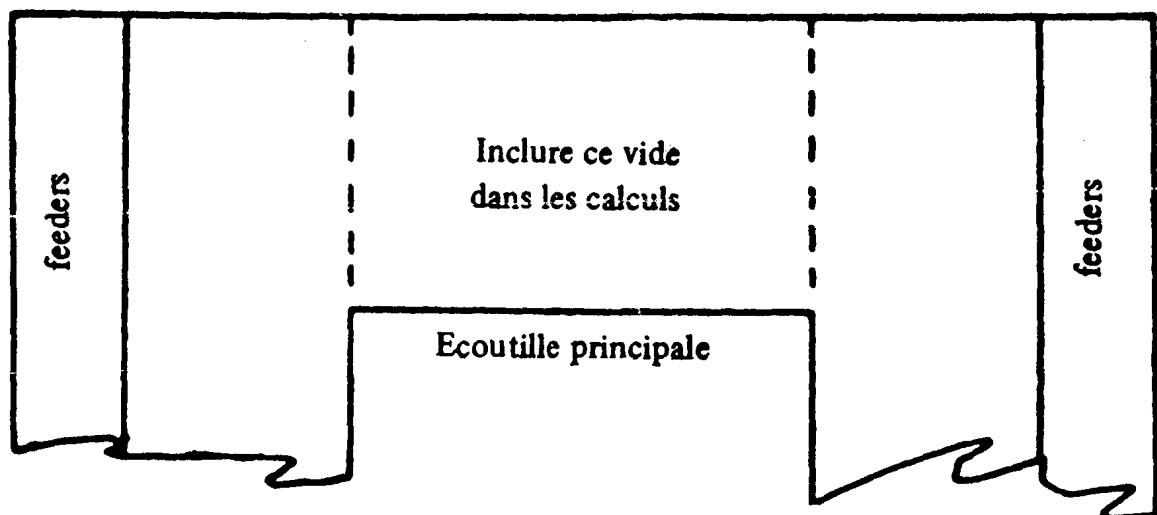 feeders
Inclure ce vide
dans les calculs
feeders
Ecoutille principale